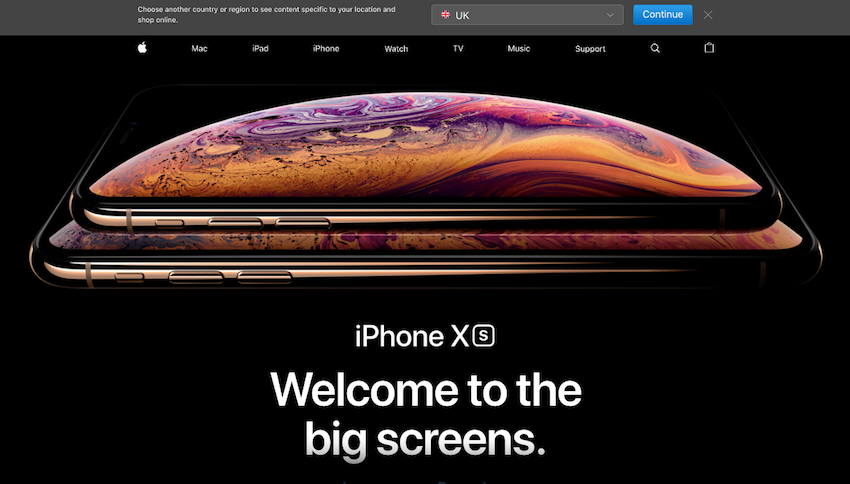 Choose another country or region to see content specific to your location and
shop online.
UK
Continue
Mac
iPad
iPhone
Watch
TV
Music
Support
iPhone XS
Welcome to the
big screens.